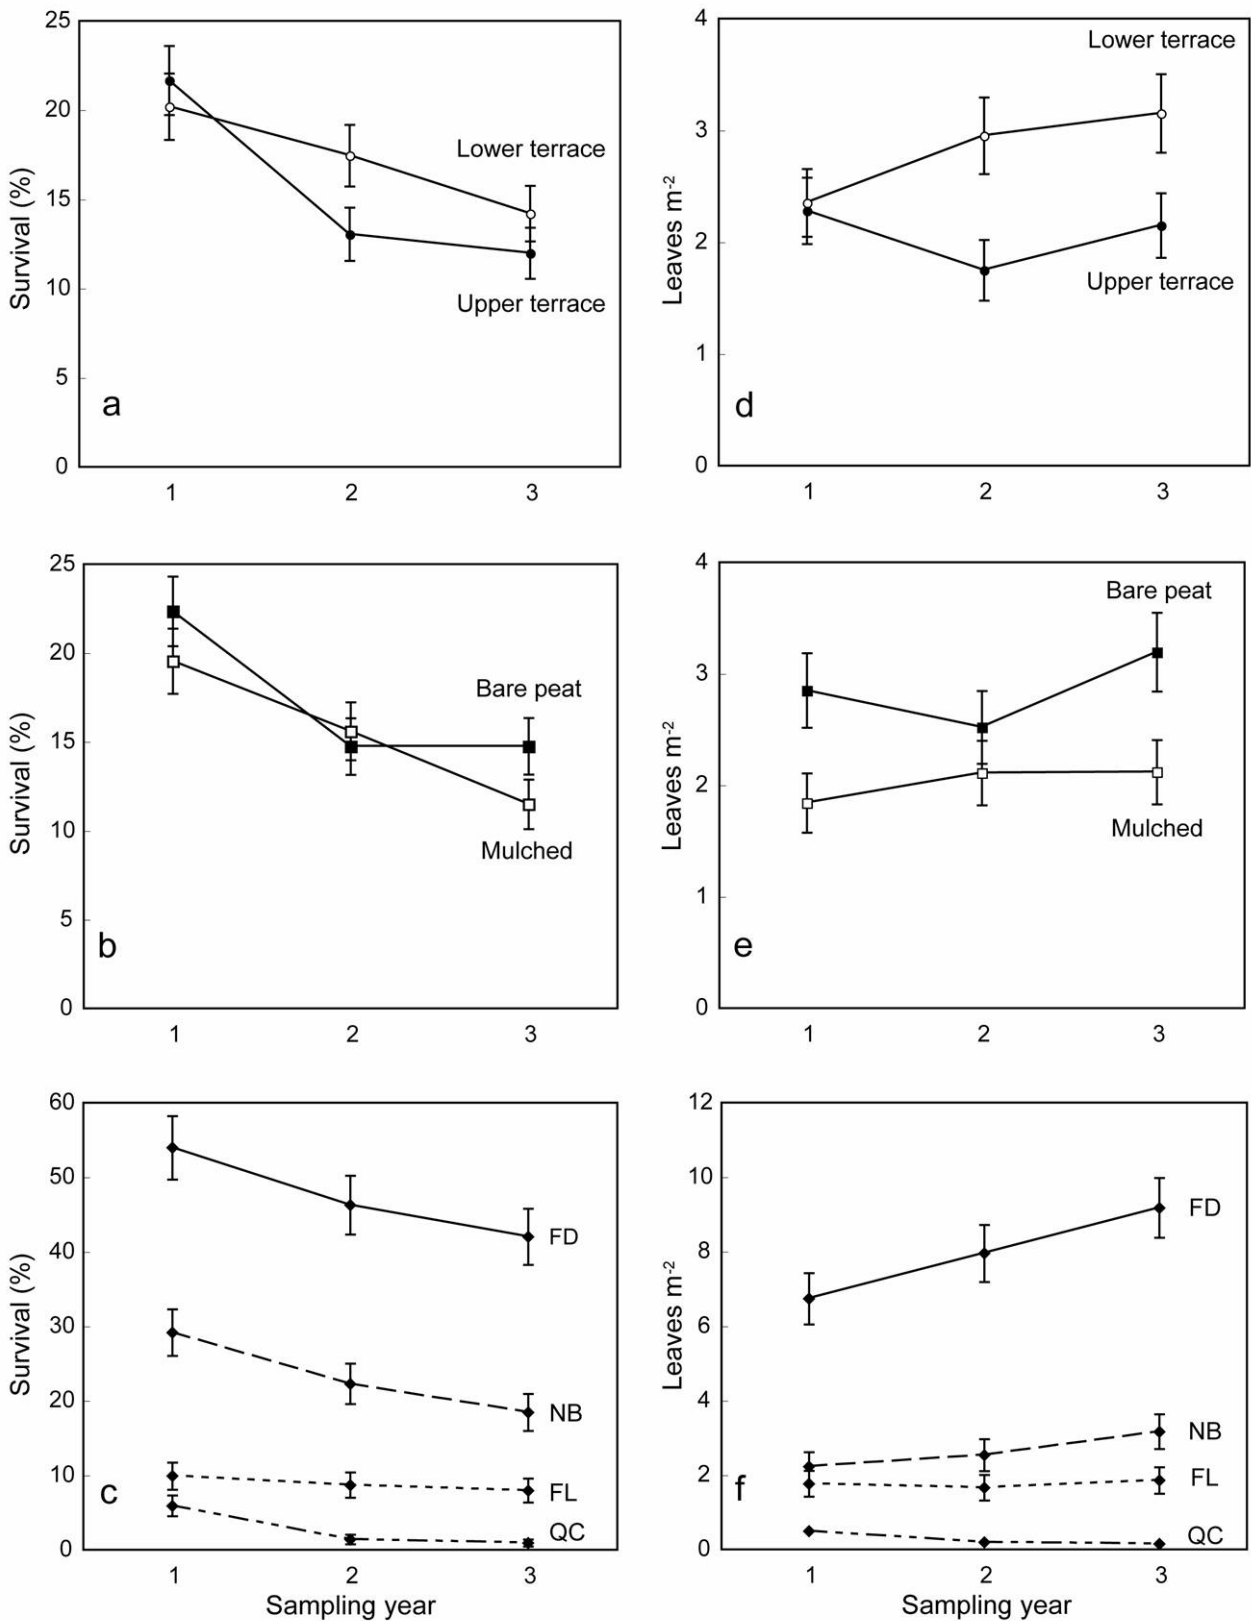 25
20
15
10
5
0
Survival (%)
Lower terrace
Upper terrace
a
1 2 3
4
3
2
1
0
Leaves m-2
Lower terrace
Upper terrace
d
1 2 3
25
20
15
10
5
0
Survival (%)
Bare peat
Mulched
b
1 2 3
4
3
2
1
0
Leaves m-2
Bare peat
Mulched
e
1 2 3
60
50
40
30
20
10
0
Survival (%)
FD
NB
FL
QC
c
1 2 3
Sampling year
12
10
8
6
4
2
0
Leaves m-2
FD
NB
FL
QC
f
1 2 3
Sampling year